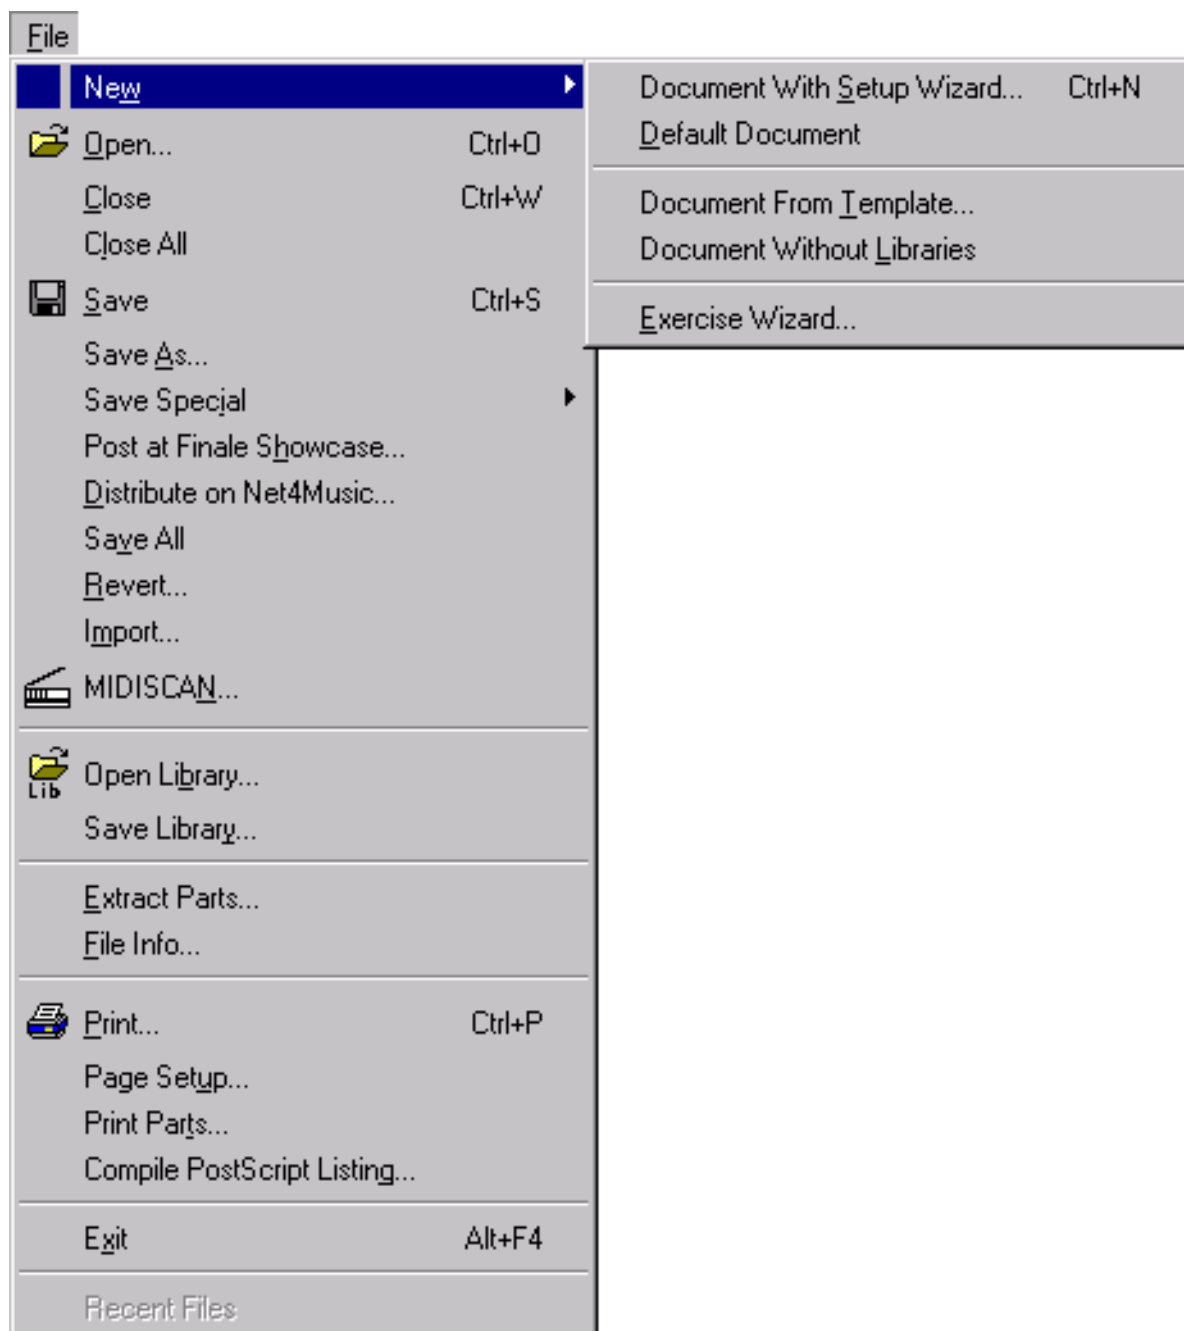 File
New
Document With Setup Wizard... Ctrl+N
Default Document
Document From Template...
Document Without Libraries
Exercise Wizard...
Open... Ctrl+O
Close Ctrl+W
Close All
Save Ctrl+S
Save As...
Save Special
Post at Finale Showcase...
Distribute on Net4Music...
Save All
Revert...
Import...
MIDISCAN...
Lib Open Library...
Save Library...
Extract Parts...
File Info...
Print... Ctrl+P
Page Setup...
Print Parts...
Compile PostScript Listing...
Exit Alt+F4
Recent Files